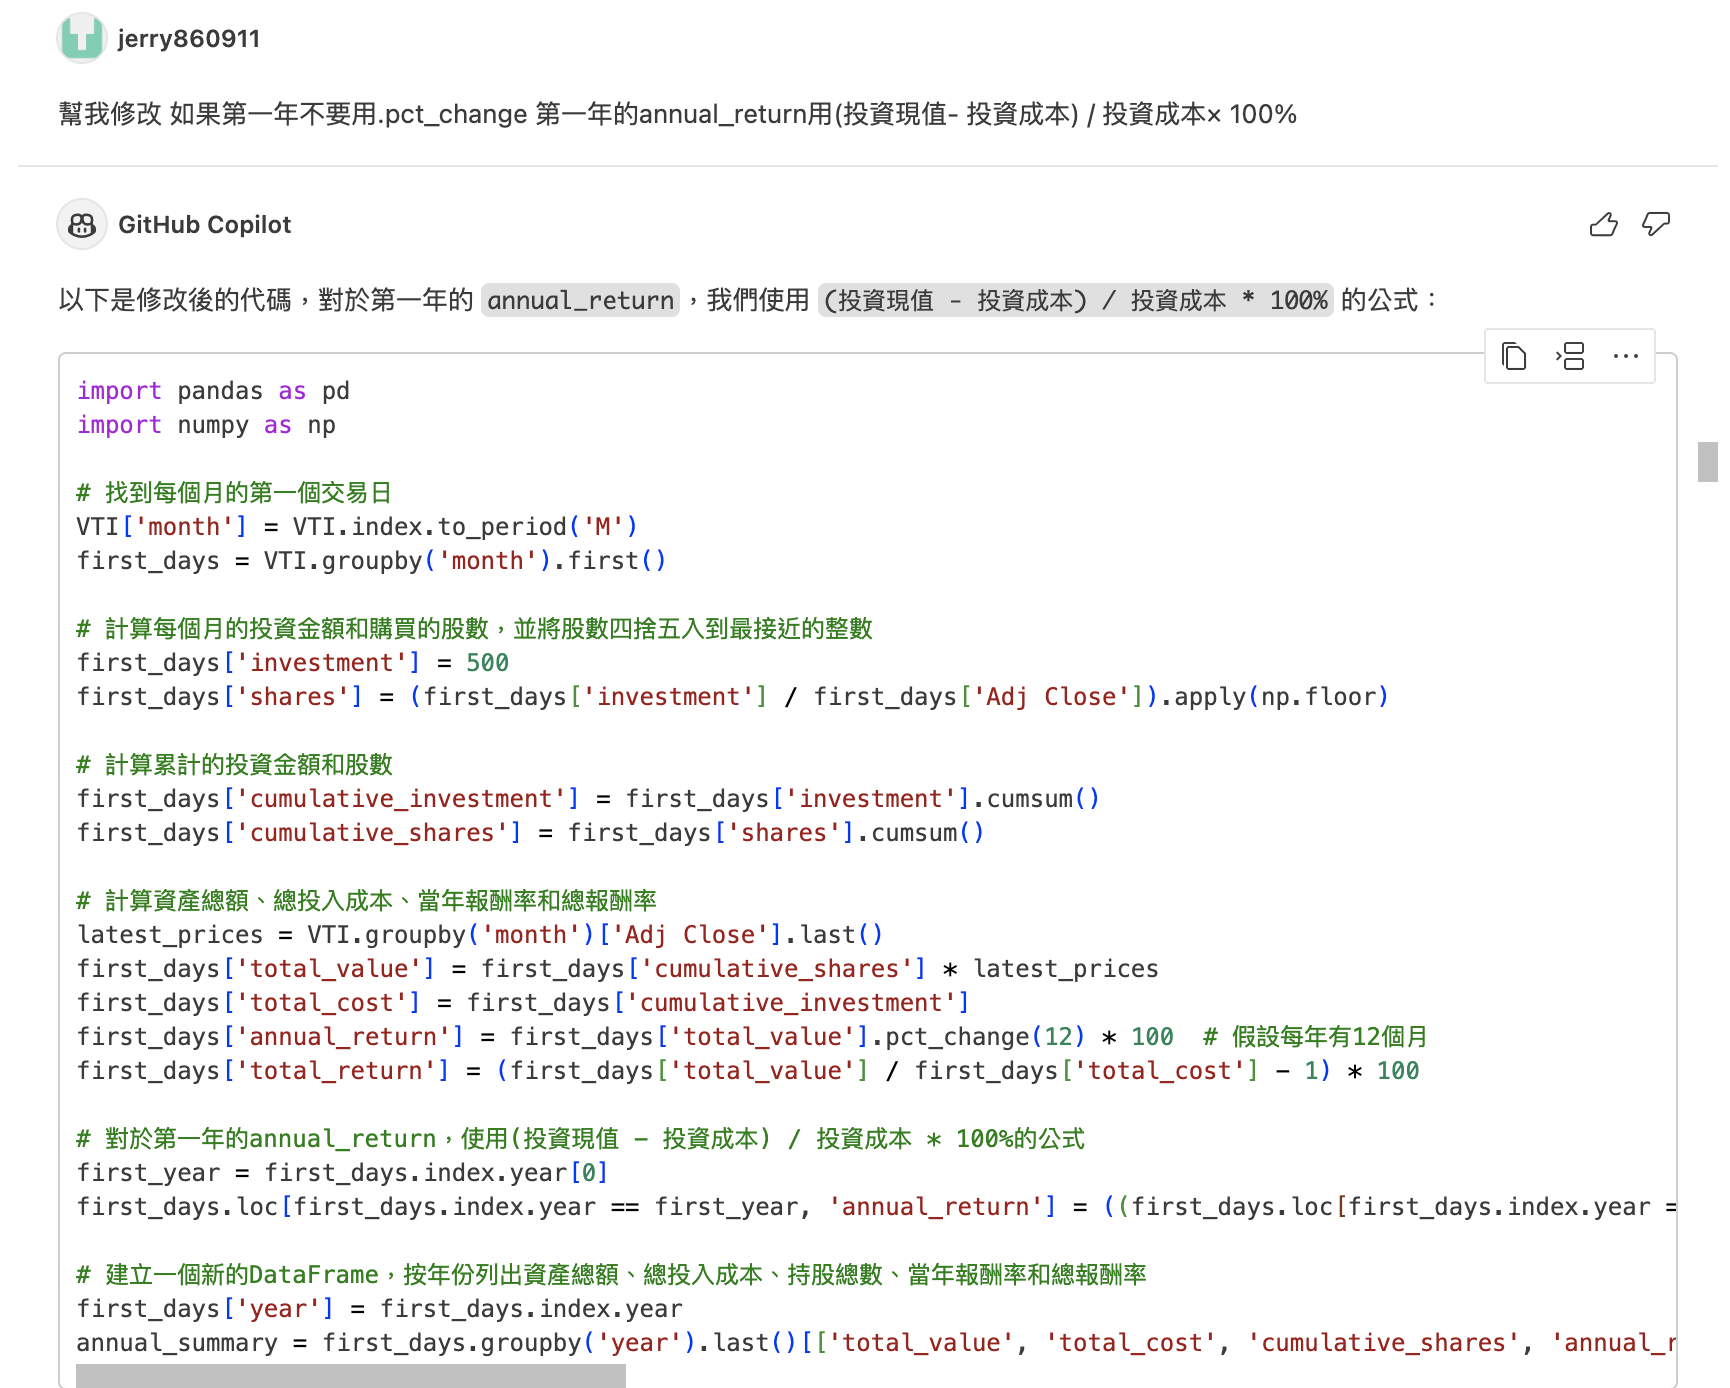 jerry860911
幫我修改 如果第一年不要用.pct_change 第一年的annual_return用(投資現值- 投資成本) / 投資成本× 100%
GitHub Copilot
以下是修改後的代碼，對於第一年的 annual_return，我們使用 (投資現值 - 投資成本) / 投資成本 * 100% 的公式：
import pandas as pd
import numpy as np
# 找到每個月的第一個交易日
VTI['month'] = VTI.index.to_period('M')
first_days = VTI.groupby('month').first()
# 計算每個月的投資金額和購買的股數，並將股數四捨五入到最接近的整數
first_days['investment'] = 500
first_days['shares'] = (first_days['investment'] / first_days['Adj Close']).apply(np.floor)
# 計算累計的投資金額和股數
first_days['cumulative_investment'] = first_days['investment'].cumsum()
first_days['cumulative_shares'] = first_days['shares'].cumsum()
# 計算資產總額、總投入成本、當年報酬率和總報酬率
latest_prices = VTI.groupby('month')['Adj Close'].last()
first_days['total_value'] = first_days['cumulative_shares'] * latest_prices
first_days['total_cost'] = first_days['cumulative_investment']
first_days['annual_return'] = first_days['total_value'].pct_change(12) * 100  # 假設每年有12個月
first_days['total_return'] = (first_days['total_value'] / first_days['total_cost'] - 1) * 100
# 對於第一年的annual_return，使用(投資現值 - 投資成本) / 投資成本 * 100%的公式
first_year = first_days.index.year[0]
first_days.loc[first_days.index.year == first_year, 'annual_return'] = ((first_days.loc[first_days.index.year =
# 建立一個新的DataFrame，按年份列出資產總額、總投入成本、持股總數、當年報酬率和總報酬率
first_days['year'] = first_days.index.year
annual_summary = first_days.groupby('year').last()[['total_value', 'total_cost', 'cumulative_shares', 'annual_r